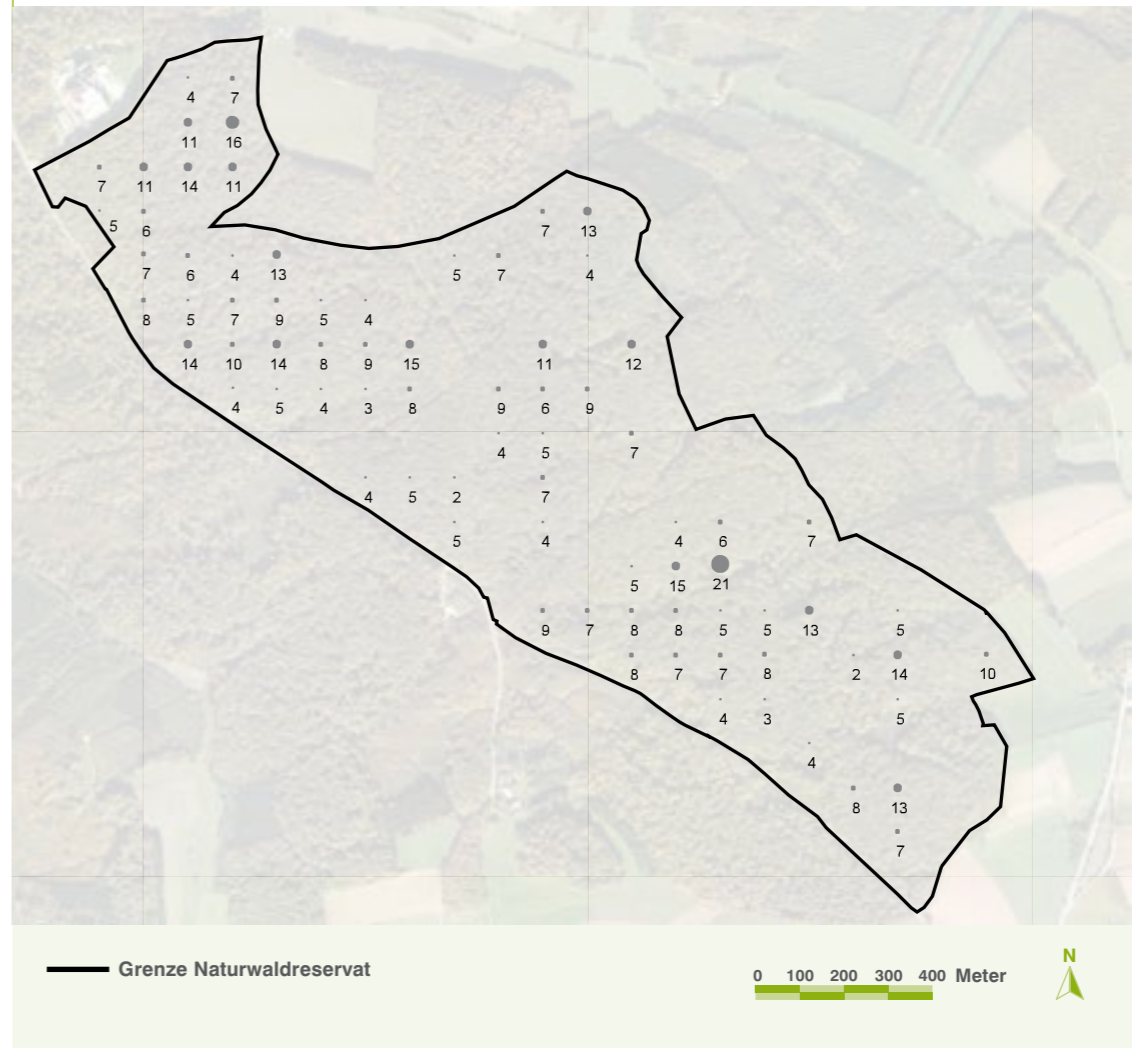 4 7
11 16
7 11 14 11
5 6 7 13
7 6 4 13 5 7 4
8 5 7 9 5 4
14 10 14 8 9 15 11 12
4 5 4 3 8 9 6 9
4 5 7
4 5 2 7
5 4 4 6 7
5 15 21
9 7 8 8 5 5 13 5
8 7 7 8 2 14 10
4 3 5
4
8 13
7
Grenze Naturwaldreservat
0 100 200 300 400 Meter
N